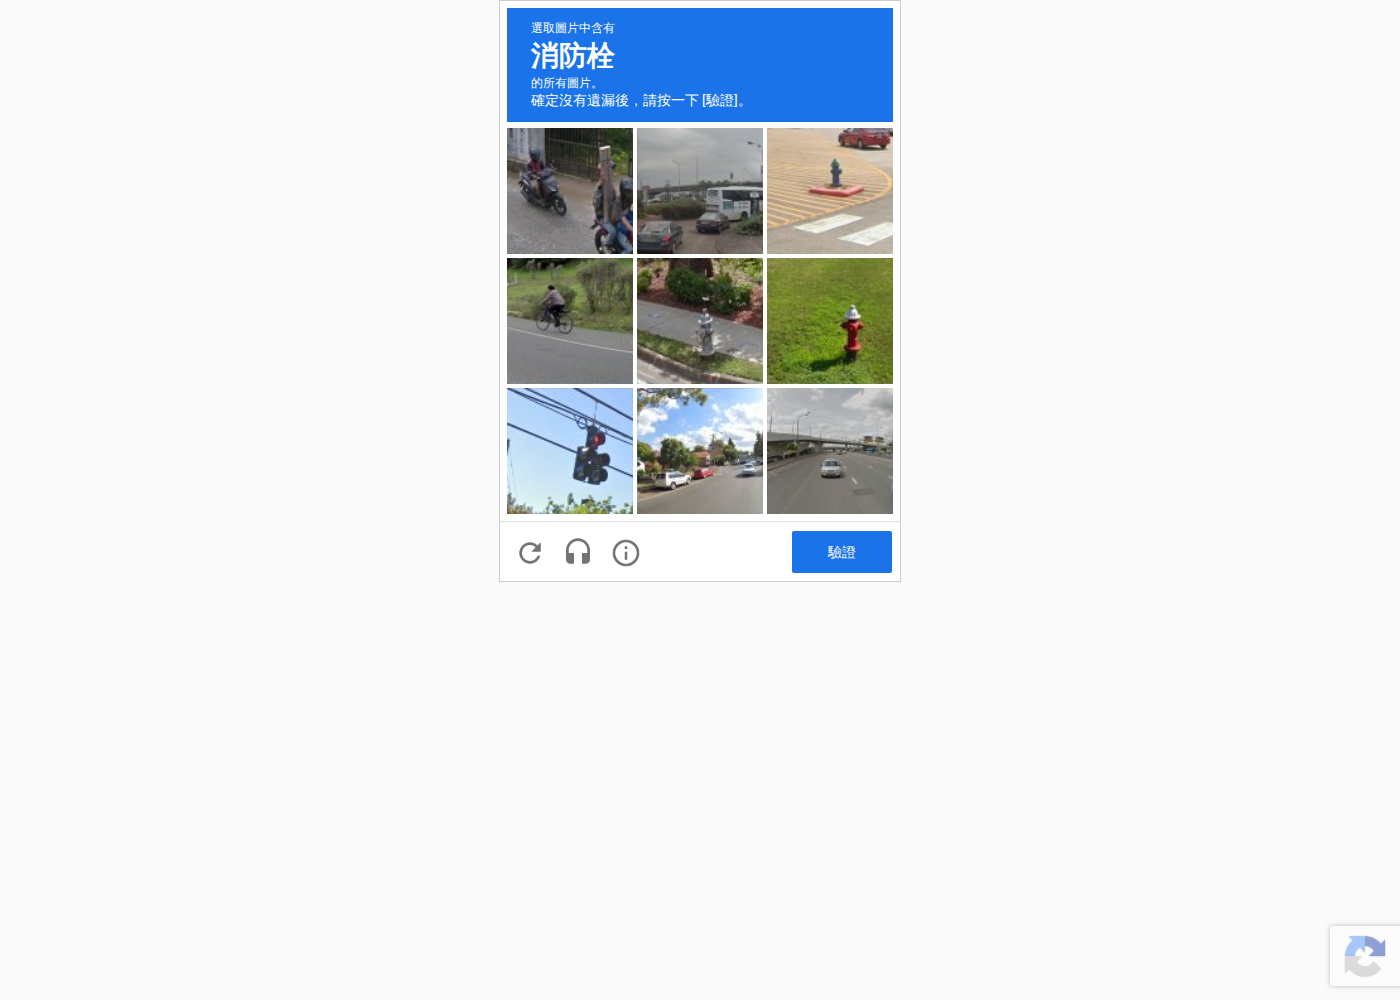 選取圖片中含有
消防栓
的所有圖片。
確定沒有遺漏後，請按一下 [驗證]。
驗證